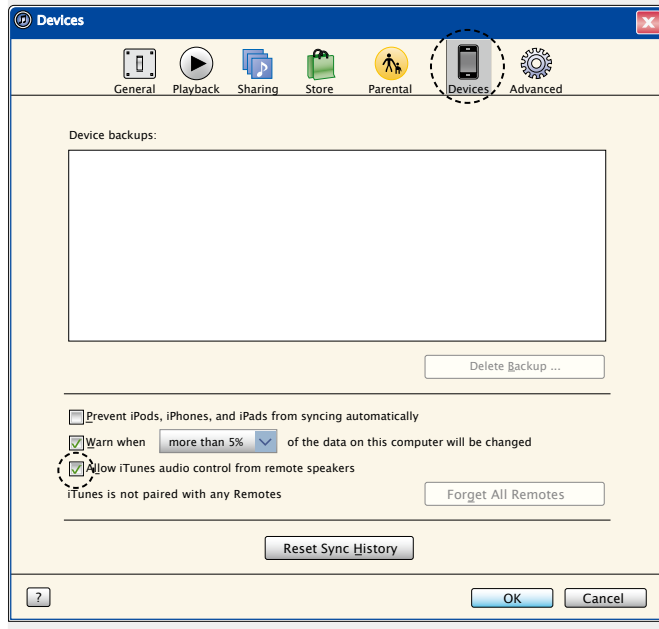 Devices
General Playback Sharing Store Parental Devices Advanced
Device backups:
Delete Backup ...
Prevent iPods, iPhones, and iPads from syncing automatically
Warn when more than 5% of the data on this computer will be changed
Allow iTunes audio control from remote speakers
iTunes is not paired with any Remotes Forget All Remotes
Reset Sync History
? OK Cancel